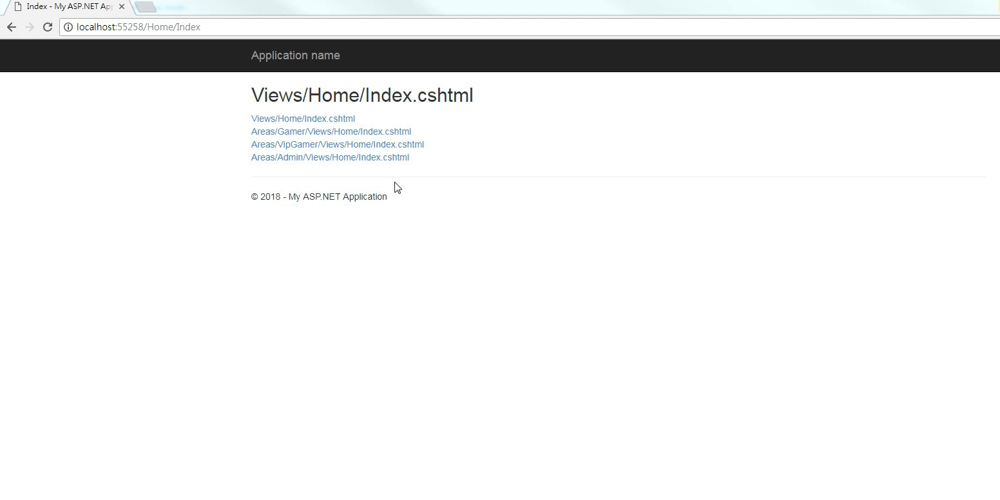 Index - My ASP.NET Ap
localhost:55258/Home/Index
Application name
Views/Home/Index.cshtml
Views/Home/Index.cshtml
Areas/Gamer/Views/Home/Index.cshtml
Areas/VipGamer/Views/Home/Index.cshtml
Areas/Admin/Views/Home/Index.cshtml
© 2018 - My ASP.NET Application